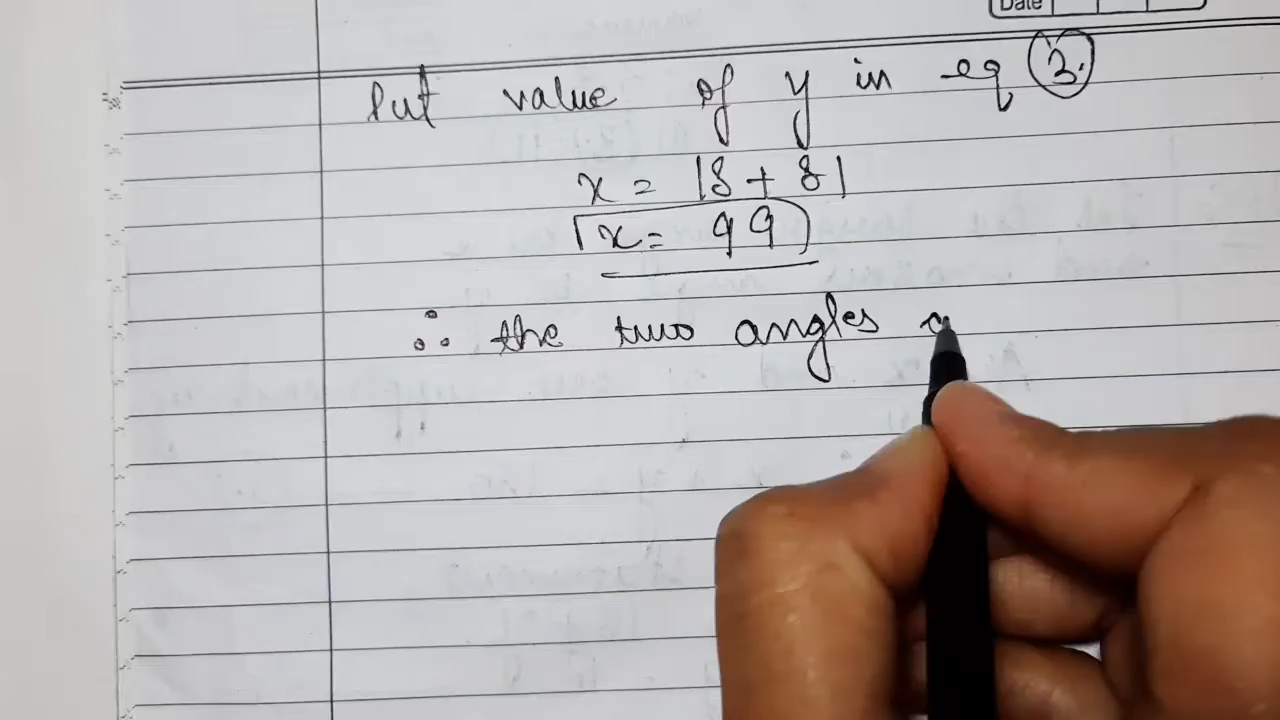 Date
Put value of y in eq 3.
x = 18 + 81
x = 99
∴ the two angles a